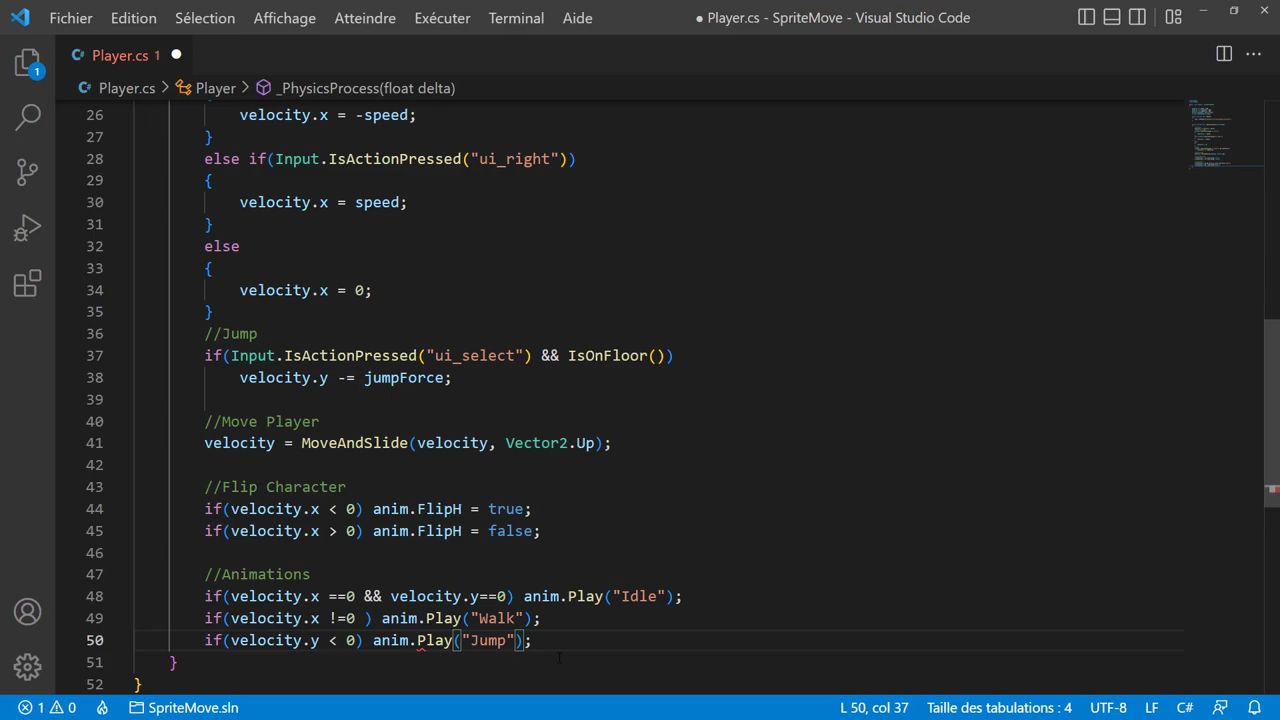 Fichier Edition Sélection Affichage Atteindre Exécuter Terminal Aide ● Player.cs - SpriteMove - Visual Studio Code
Player.cs 1
Player.cs > Player > _PhysicsProcess(float delta)
1
26 velocity.x = -speed;
27 }
28 else if(Input.IsActionPressed("ui_right"))
29 {
30 velocity.x = speed;
31 }
32 else
33 {
34 velocity.x = 0;
35 }
36 //Jump
37 if(Input.IsActionPressed("ui_select") && IsOnFloor())
38 velocity.y -= jumpForce;
39
40 //Move Player
41 velocity = MoveAndSlide(velocity, Vector2.Up);
42
43 //Flip Character
44 if(velocity.x < 0) anim.FlipH = true;
45 if(velocity.x > 0) anim.FlipH = false;
46
47 //Animations
48 if(velocity.x ==0 && velocity.y==0) anim.Play("Idle");
49 if(velocity.x !=0 ) anim.Play("Walk");
50 if(velocity.y < 0) anim.Play("Jump");
51 }
52 }
1 0 SpriteMove.sln L 50, col 37 Taille des tabulations : 4 UTF-8 LF C#